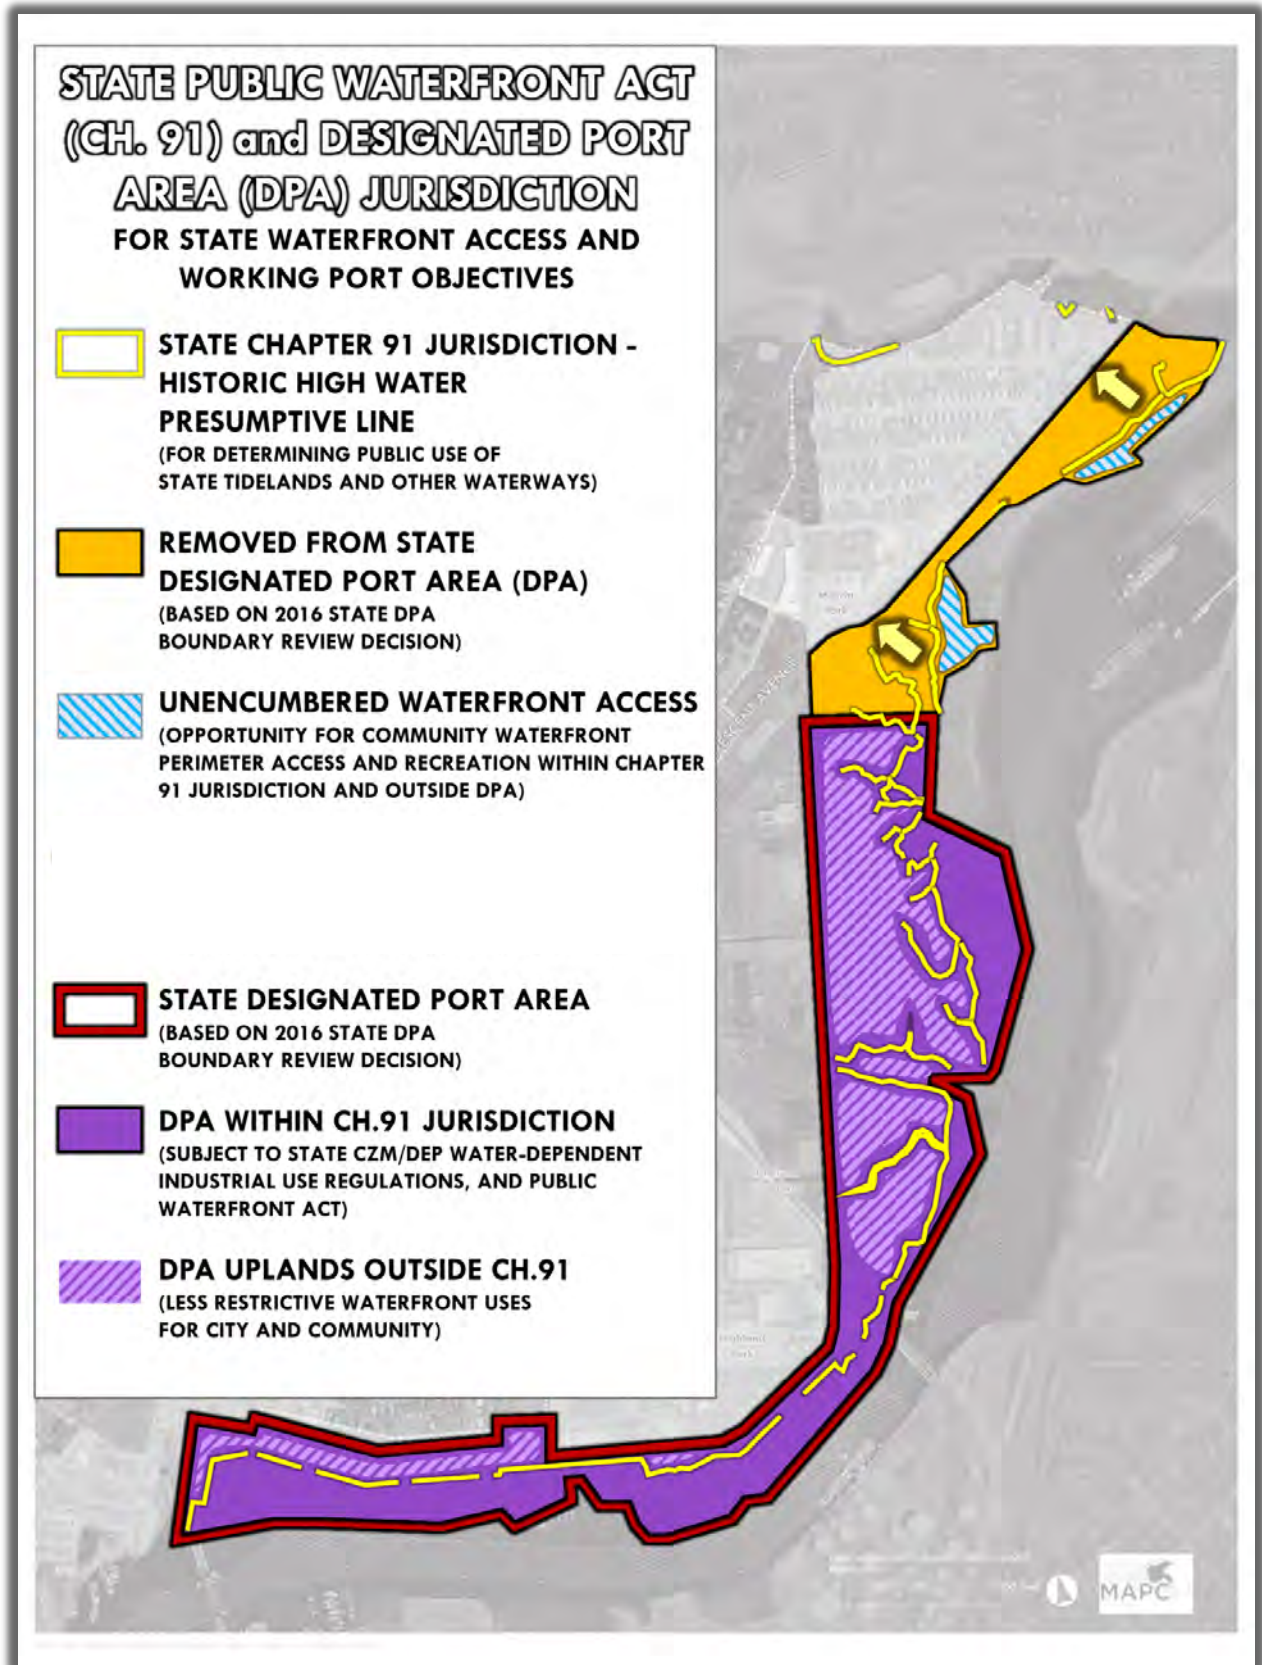 STATE PUBLIC WATERFRONT ACT
(CH. 91) and DESIGNATED PORT
AREA (DPA) JURISDICTION
FOR STATE WATERFRONT ACCESS AND
WORKING PORT OBJECTIVES
STATE CHAPTER 91 JURISDICTION -
HISTORIC HIGH WATER
PRESUMPTIVE LINE
(FOR DETERMINING PUBLIC USE OF
STATE TIDELANDS AND OTHER WATERWAYS)
REMOVED FROM STATE
DESIGNATED PORT AREA (DPA)
(BASED ON 2016 STATE DPA
BOUNDARY REVIEW DECISION)
UNENCUMBERED WATERFRONT ACCESS
(OPPORTUNITY FOR COMMUNITY WATERFRONT
PERIMETER ACCESS AND RECREATION WITHIN CHAPTER
91 JURISDICTION AND OUTSIDE DPA)
STATE DESIGNATED PORT AREA
(BASED ON 2016 STATE DPA
BOUNDARY REVIEW DECISION)
DPA WITHIN CH.91 JURISDICTION
(SUBJECT TO STATE CZM/DEP WATER-DEPENDENT
INDUSTRIAL USE REGULATIONS, AND PUBLIC
WATERFRONT ACT)
DPA UPLANDS OUTSIDE CH.91
(LESS RESTRICTIVE WATERFRONT USES
FOR CITY AND COMMUNITY)
AVENUE
Park
MAPC